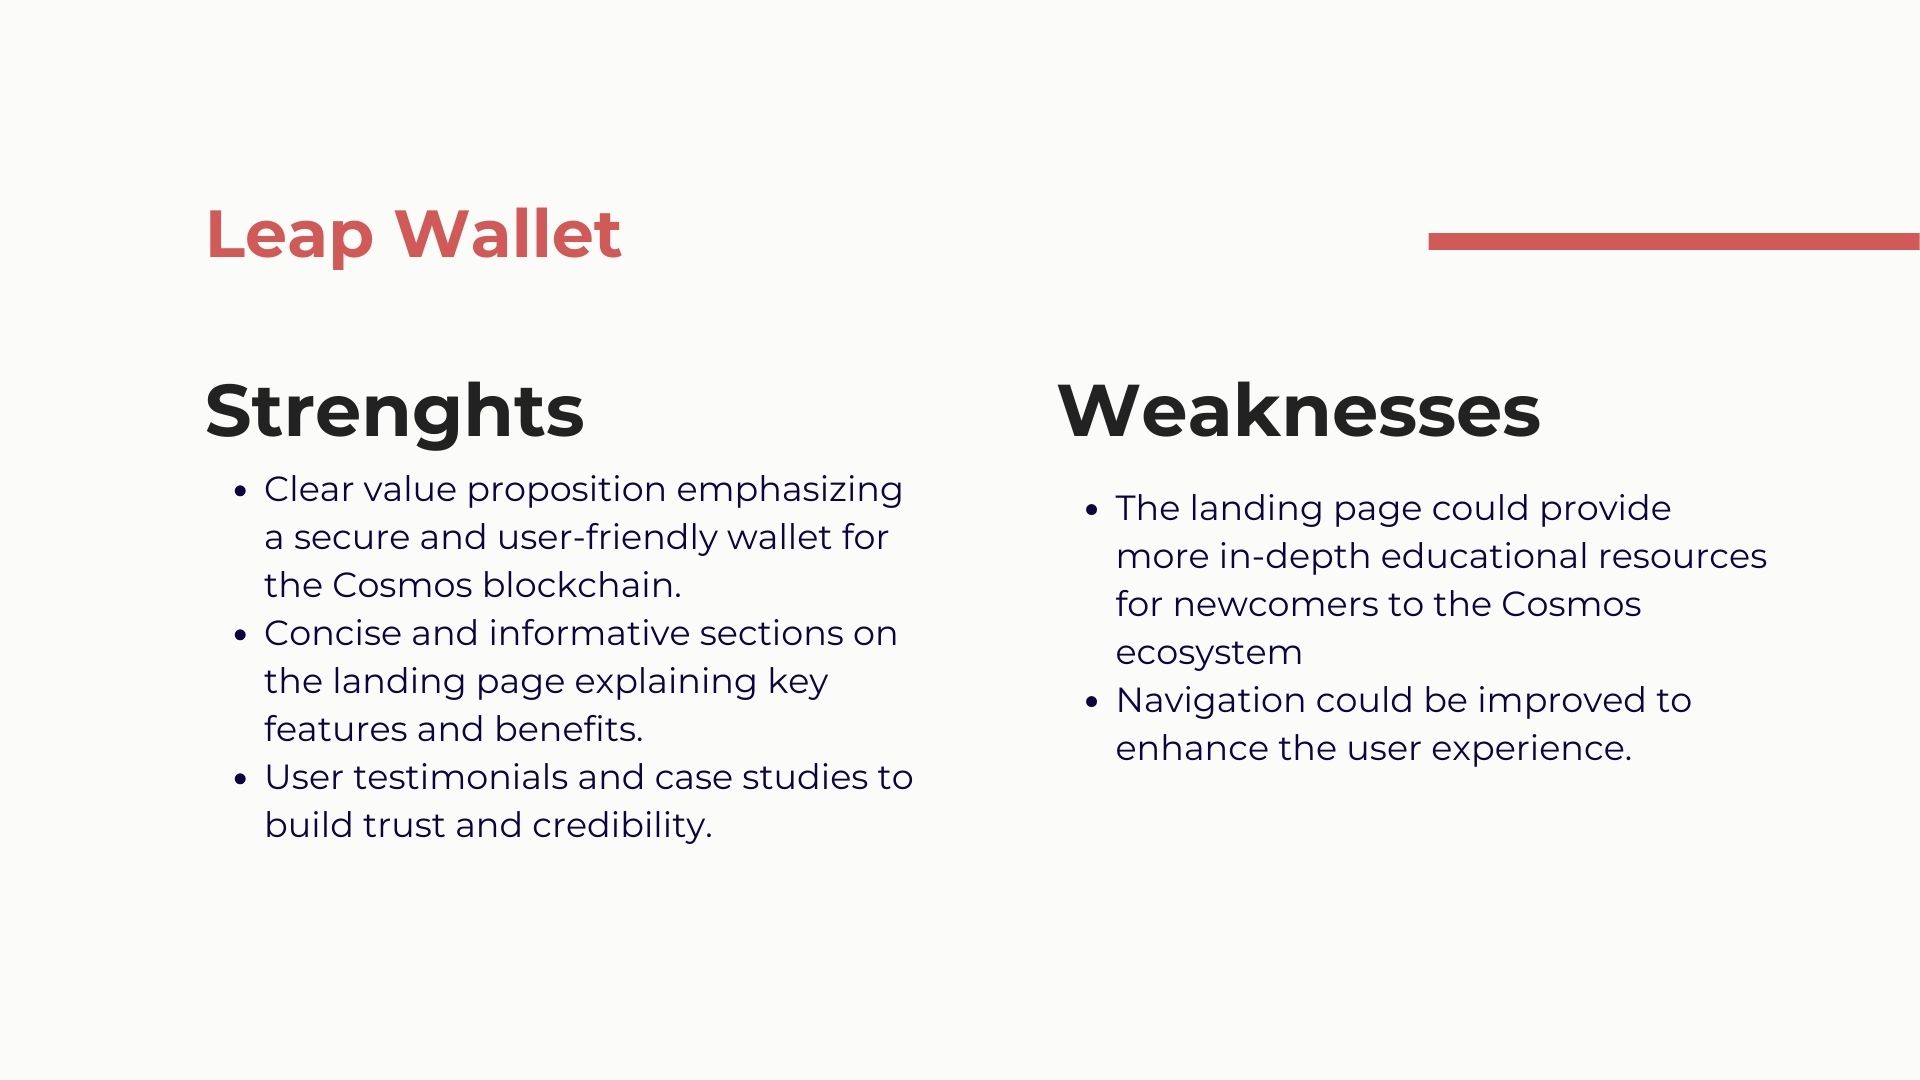 Leap Wallet
Strenghts
• Clear value proposition emphasizing
a secure and user-friendly wallet for
the Cosmos blockchain.
• Concise and informative sections on
the landing page explaining key
features and benefits.
• User testimonials and case studies to
build trust and credibility.
Weaknesses
• The landing page could provide
more in-depth educational resources
for newcomers to the Cosmos
ecosystem
• Navigation could be improved to
enhance the user experience.